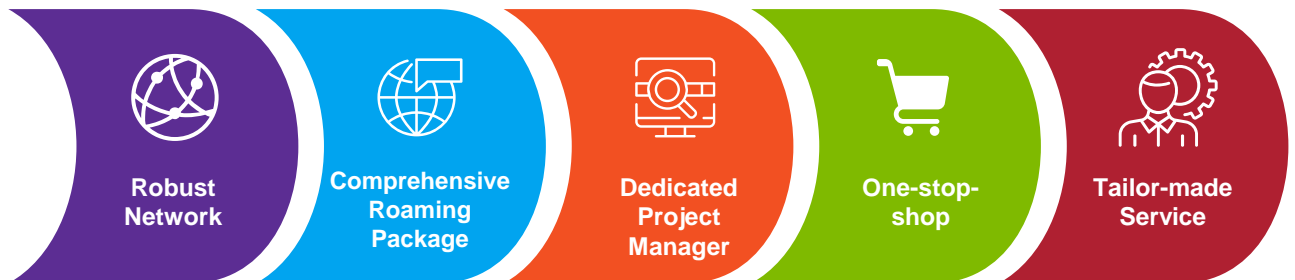 Robust
Network
Comprehensive
Roaming
Package
Dedicated
Project
Manager
One-stop-
shop
Tailor-made
Service